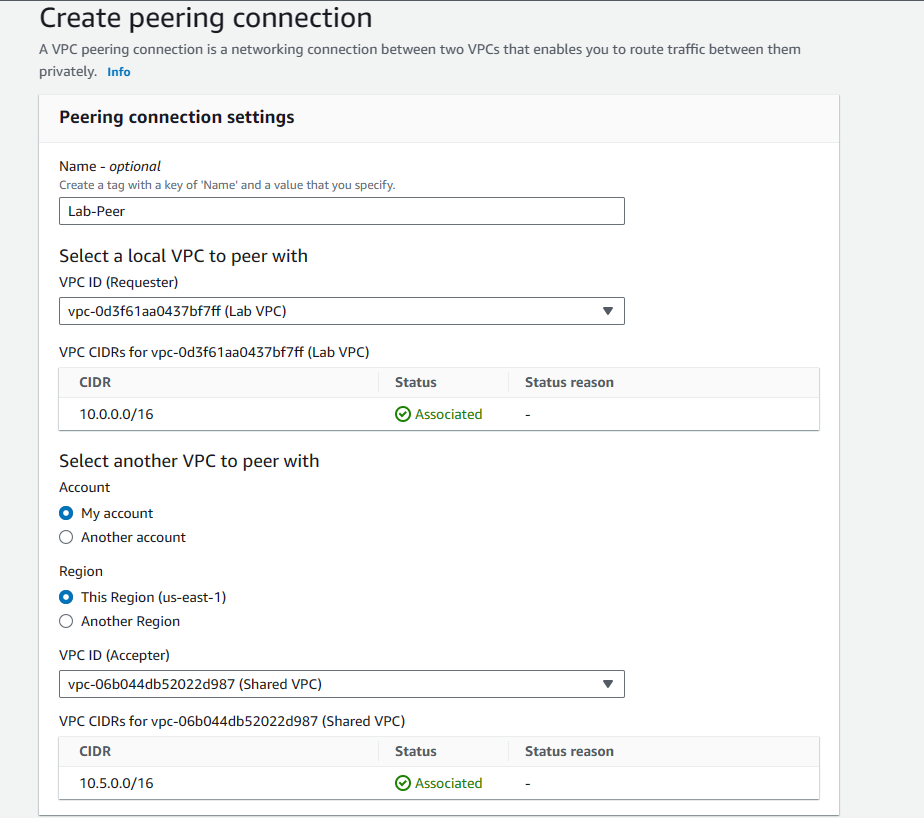 Create peering connection
A VPC peering connection is a networking connection between two VPCs that enables you to route traffic between them
privately. Info
Peering connection settings
Name - optional
Create a tag with a key of 'Name' and a value that you specify.
Lab-Peer
Select a local VPC to peer with
VPC ID (Requester)
vpc-0d3f61aa0437bf7ff (Lab VPC)
VPC CIDRs for vpc-0d3f61aa0437bf7ff (Lab VPC)
CIDR Status Status reason
10.0.0.0/16 Associated -
Select another VPC to peer with
Account
My account
Another account
Region
This Region (us-east-1)
Another Region
VPC ID (Accepter)
vpc-06b044db52022d987 (Shared VPC)
VPC CIDRs for vpc-06b044db52022d987 (Shared VPC)
CIDR Status Status reason
10.5.0.0/16 Associated -